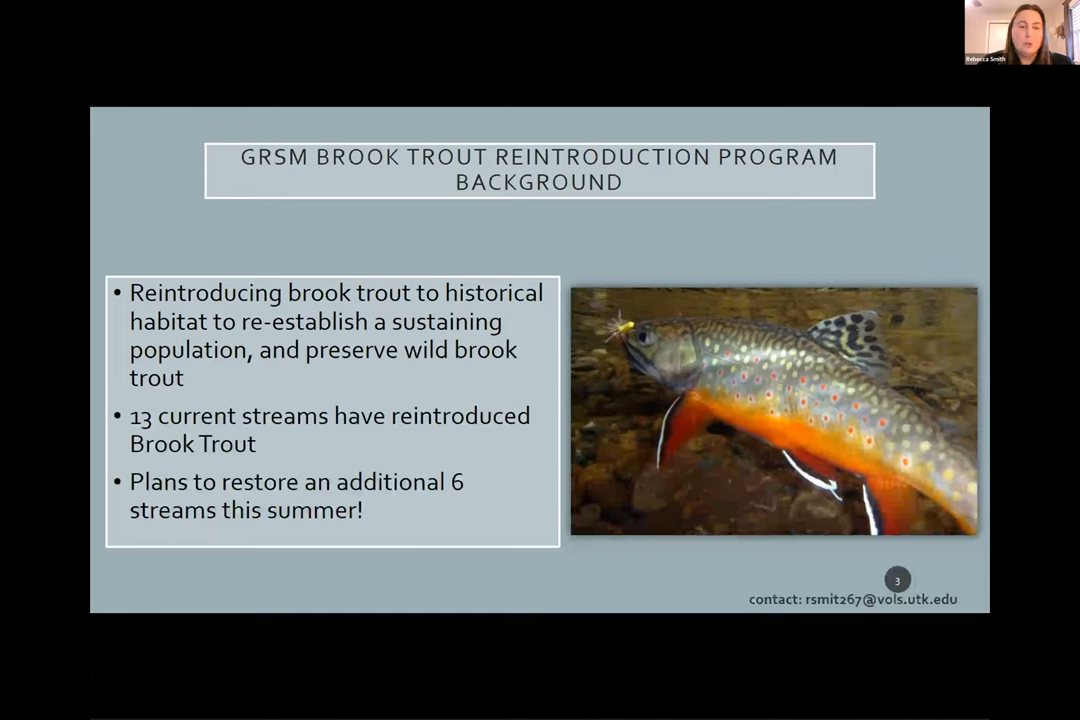 Rebecca Smith
GRSM BROOK TROUT REINTRODUCTION PROGRAM
BACKGROUND
• Reintroducing brook trout to historical
habitat to re-establish a sustaining
population, and preserve wild brook
trout
• 13 current streams have reintroduced
Brook Trout
• Plans to restore an additional 6
streams this summer!
3
contact: rsmit267@vols.utk.edu